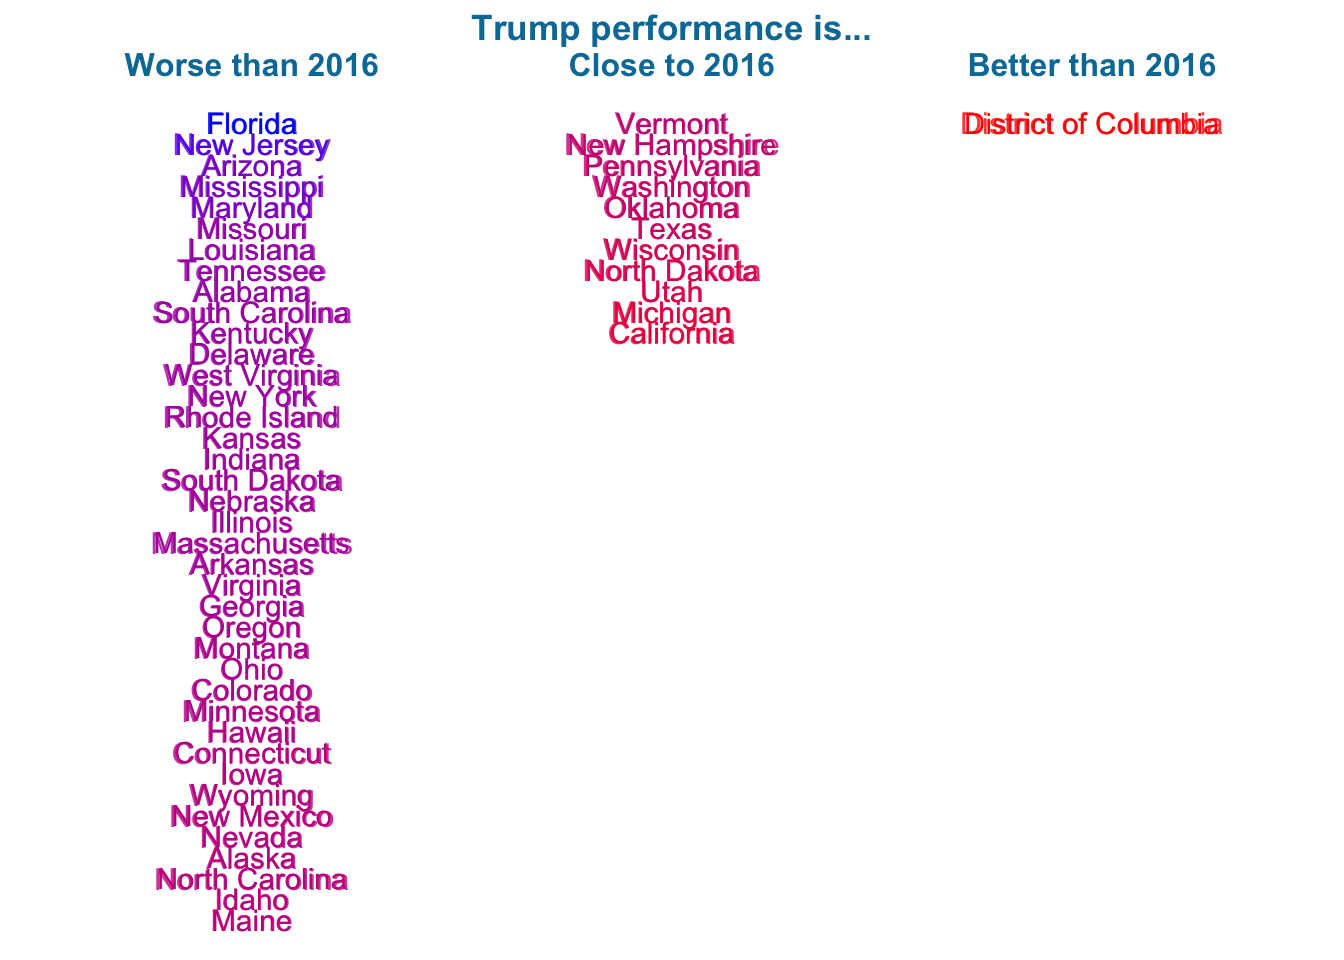 Trump performance is...
Worse than 2016
Close to 2016
Better than 2016
Florida
New Jersey
Arizona
Mississippi
Maryland
Missouri
Louisiana
Tennessee
Alabama
South Carolina
Kentucky
Delaware
West Virginia
New York
Rhode Island
Kansas
Indiana
South Dakota
Nebraska
Illinois
Massachusetts
Arkansas
Virginia
Georgia
Oregon
Montana
Ohio
Colorado
Minnesota
Hawaii
Connecticut
Iowa
Wyoming
New Mexico
Nevada
Alaska
North Carolina
Idaho
Maine
Vermont
New Hampshire
Pennsylvania
Washington
Oklahoma
Texas
Wisconsin
North Dakota
Utah
Michigan
California
District of Columbia